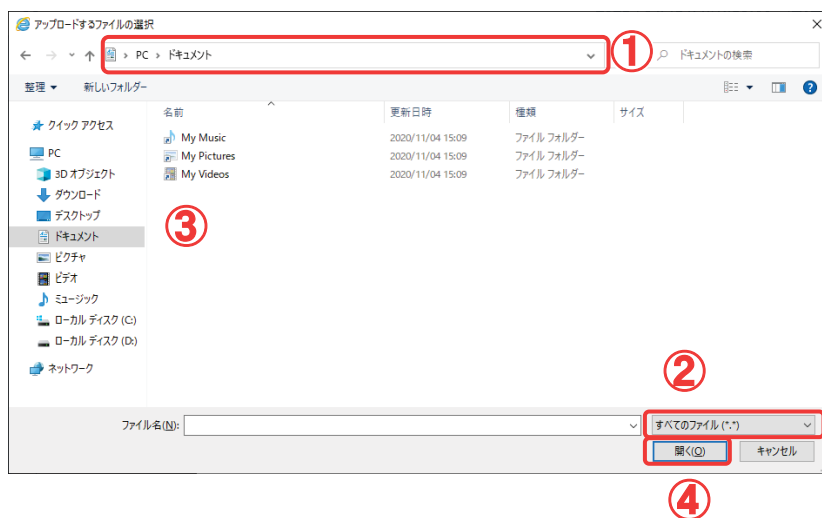 アップロードするファイルの選択
PC › ドキュメント
①
ドキュメントの検索
整理 新しいフォルダー
名前 更新日時 種類 サイズ
クイック アクセス
PC
3D オブジェクト
ダウンロード
デスクトップ
ドキュメント
ピクチャ
ビデオ
ミュージック
ローカル ディスク (C:)
ローカル ディスク (D:)
ネットワーク
My Music 2020/11/04 15:09 ファイル フォルダー
My Pictures 2020/11/04 15:09 ファイル フォルダー
My Videos 2020/11/04 15:09 ファイル フォルダー
③
②
ファイル名(N): すべてのファイル (*.*)
開く(O) キャンセル
④